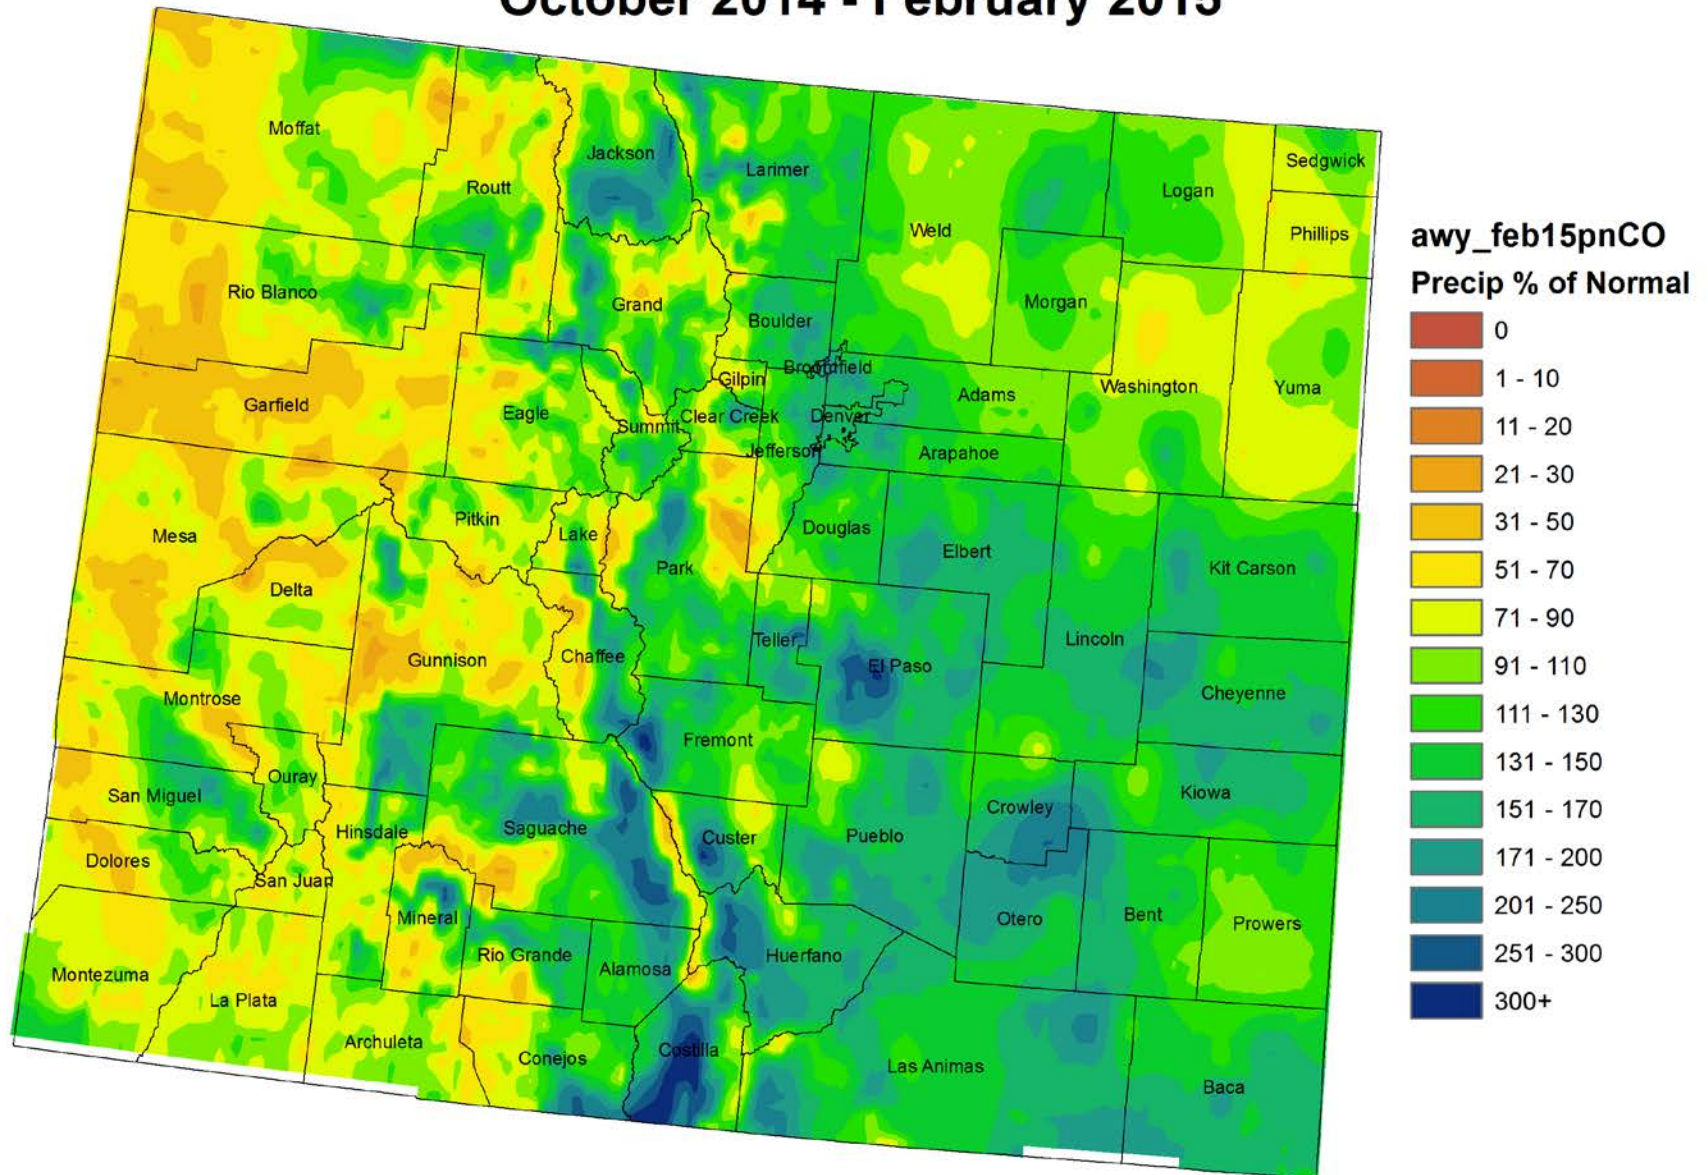 October 2014 - February 2015
Moffat
Routt
Jackson
Larimer
Weld
Logan
Sedgwick
Phillips
Rio Blanco
Grand
Boulder
Morgan
Broomfield
Garfield
Eagle
Summit
Gilpin
Clear Creek
Jefferson
Denver
Adams
Arapahoe
Washington
Yuma
Mesa
Pitkin
Lake
Park
Douglas
Elbert
Kit Carson
Delta
Gunnison
Chaffee
Teller
El Paso
Lincoln
Cheyenne
Montrose
Fremont
Ouray
San Miguel
Hinsdale
Saguache
Custer
Pueblo
Crowley
Kiowa
Dolores
San Juan
Mineral
Rio Grande
Alamosa
Huerfano
Otero
Bent
Prowers
Montezuma
La Plata
Archuleta
Conejos
Costilla
Las Animas
Baca
awy_feb15pnCO
Precip % of Normal
0
1 - 10
11 - 20
21 - 30
31 - 50
51 - 70
71 - 90
91 - 110
111 - 130
131 - 150
151 - 170
171 - 200
201 - 250
251 - 300
300+